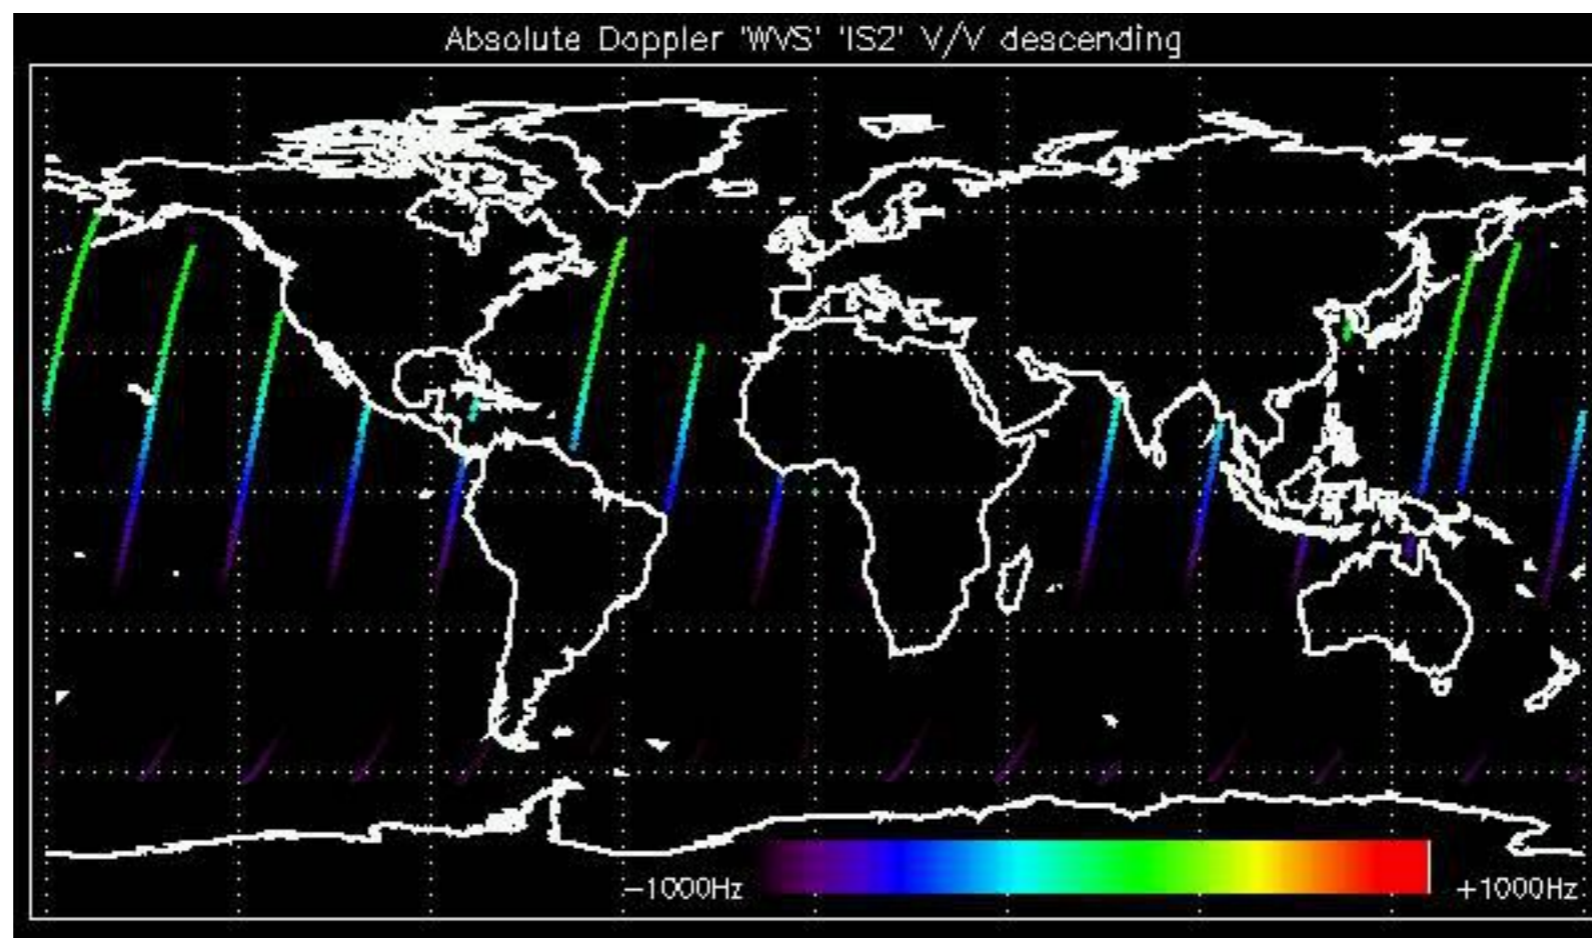 Absolute Doppler 'WVS' 'IS2' V/V descending
−1000Hz
+1000Hz